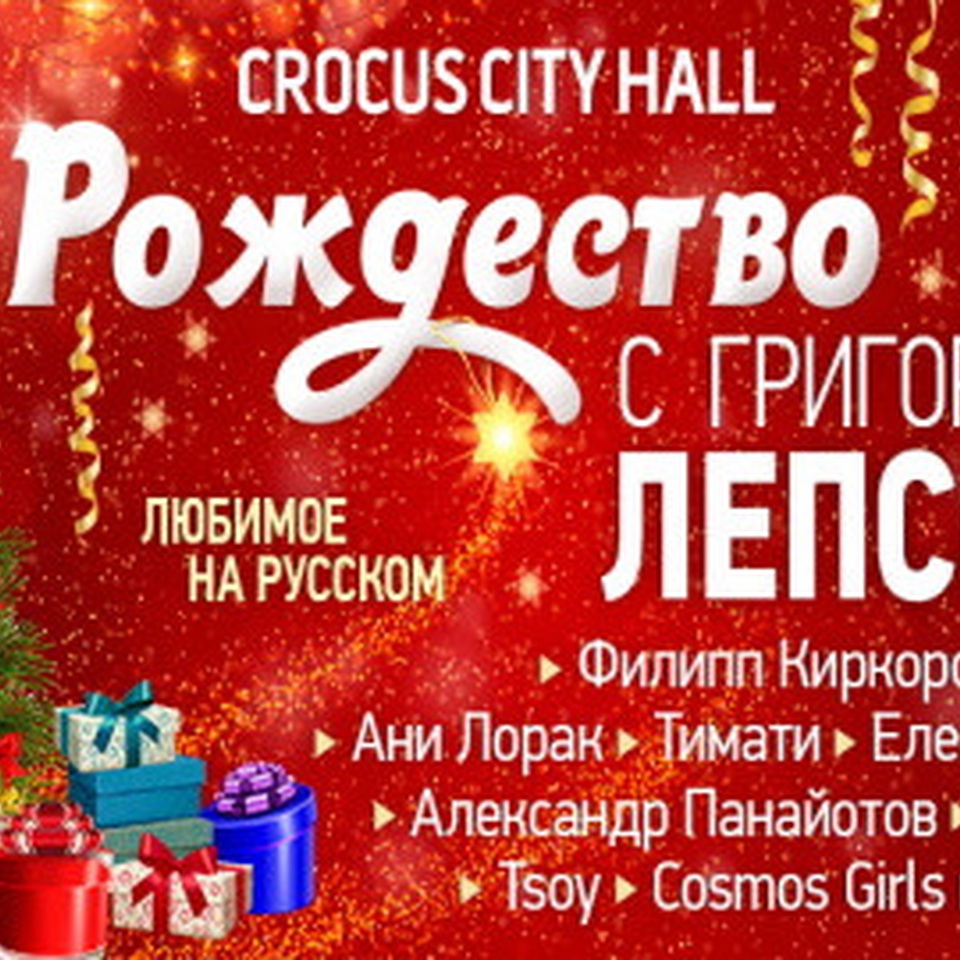 CROCUS CITY HALL
Рождество
С ГРИГОР
ЛЕПС
ЛЮБИМОЕ
НА РУССКОМ
▸ Филипп Киркоро
▸ Ани Лорак ▸ Тимати ▸ Еле
▸ Александр Панайотов ▸
▸ Tsoy ▸ Cosmos Girls